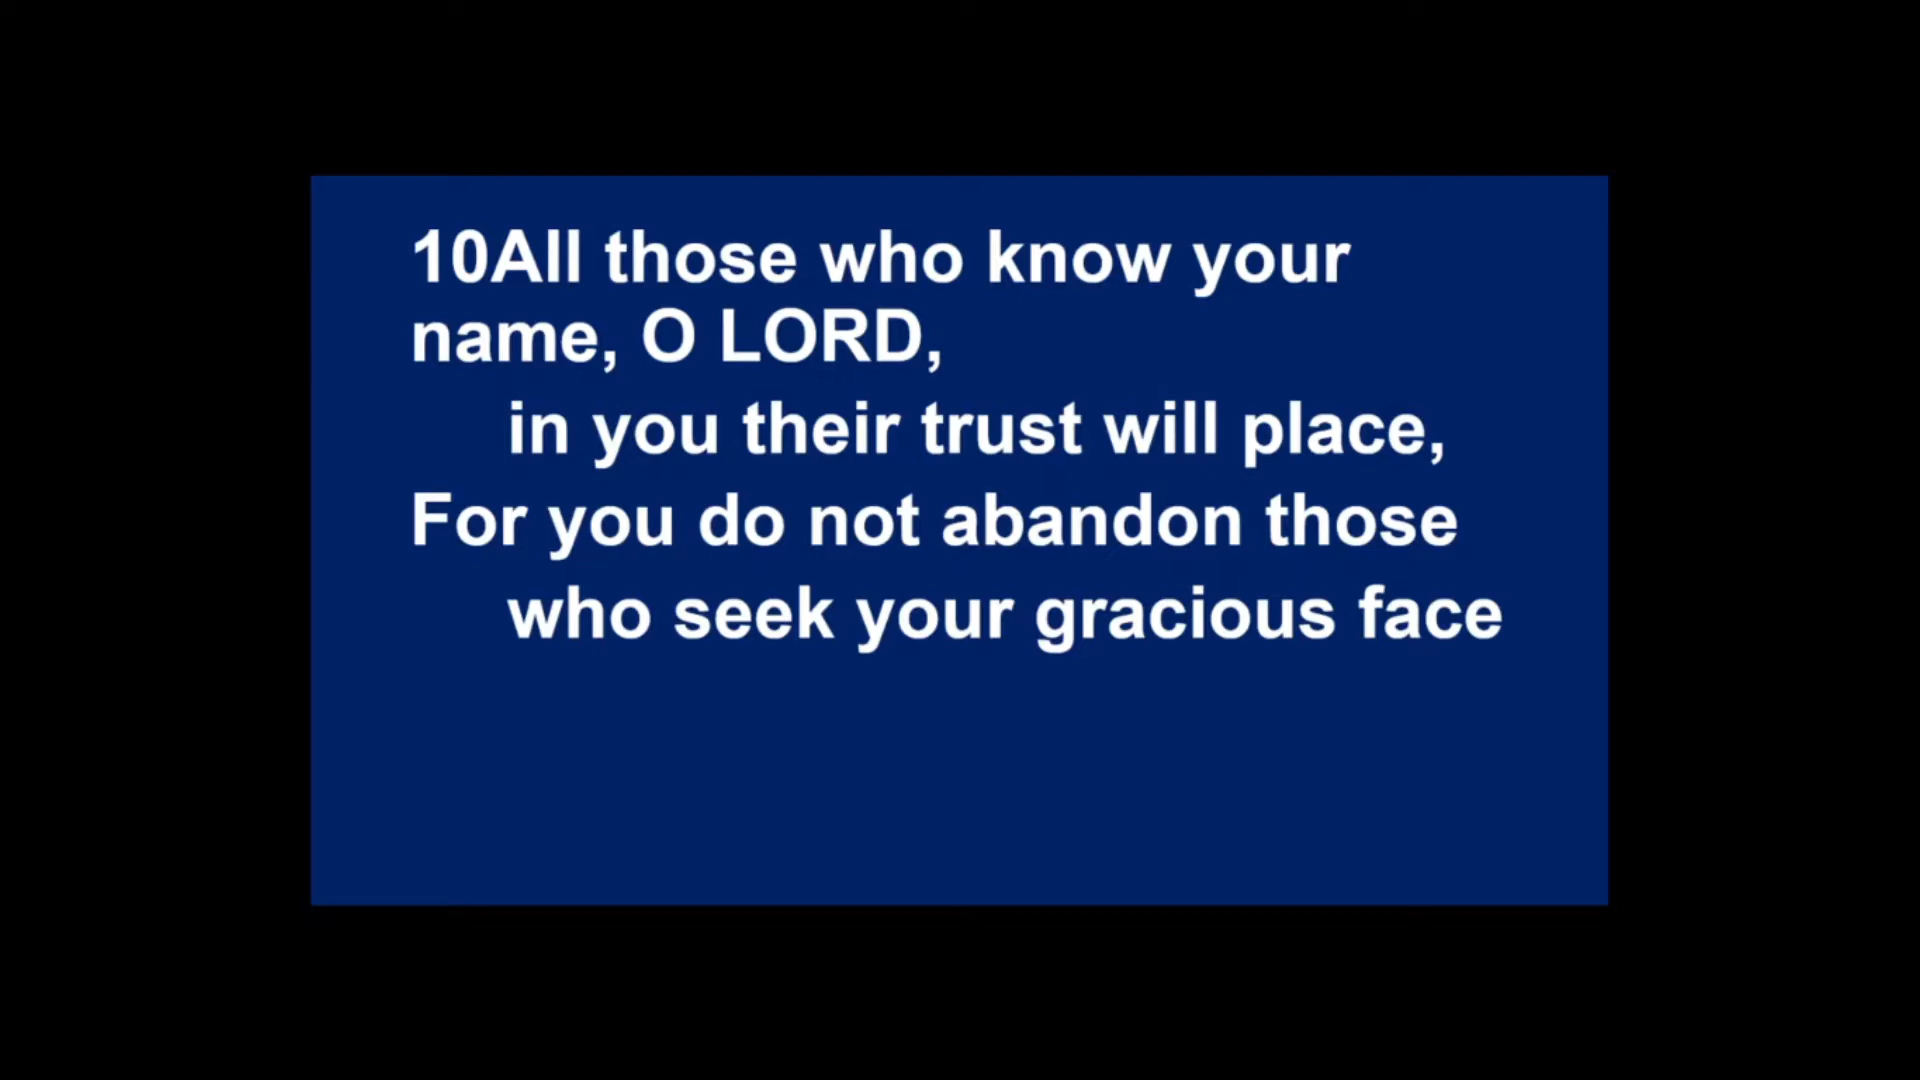 10All those who know your
name, O LORD,
in you their trust will place,
For you do not abandon those
who seek your gracious face